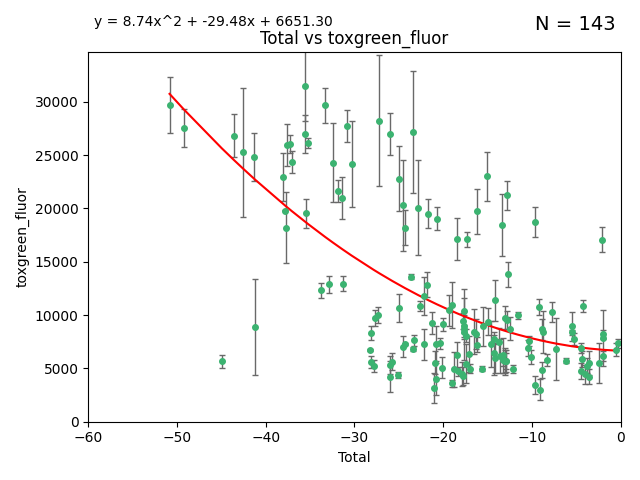 y = 8.74x^2 + -29.48x + 6651.30
N = 143
Total vs toxgreen_fluor
30000
25000
20000
15000
10000
5000
0
toxgreen_fluor
−60 −50 −40 −30 −20 −10 0
Total